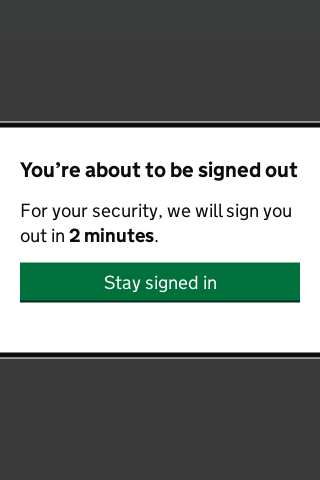 You’re about to be signed out
For your security, we will sign you
out in 2 minutes.
Stay signed in